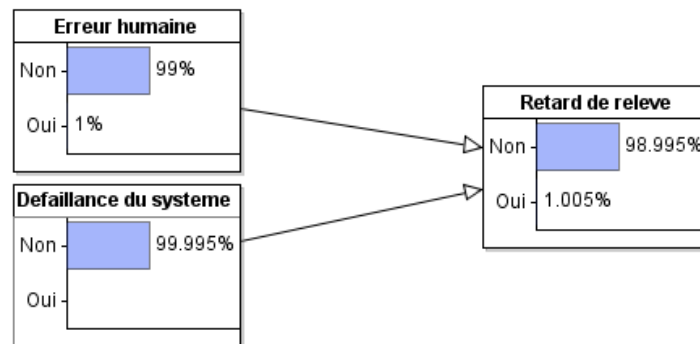 Erreur humaine
Non 99%
Oui 1%
Defaillance du systeme
Non 99.995%
Oui
Retard de releve
Non 98.995%
Oui 1.005%